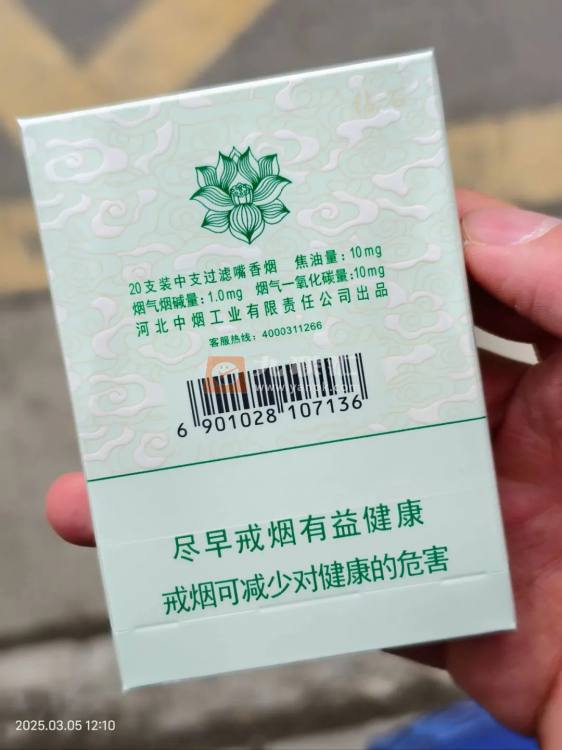 20支装中支过滤嘴香烟 焦油量：10mg
烟气烟碱量：1.0mg 烟气一氧化碳量：10mg
河北中烟工业有限责任公司出品
客服热线：4000311266
6 901028 107136
尽早戒烟有益健康
戒烟可减少对健康的危害
2025.03.05 12:10